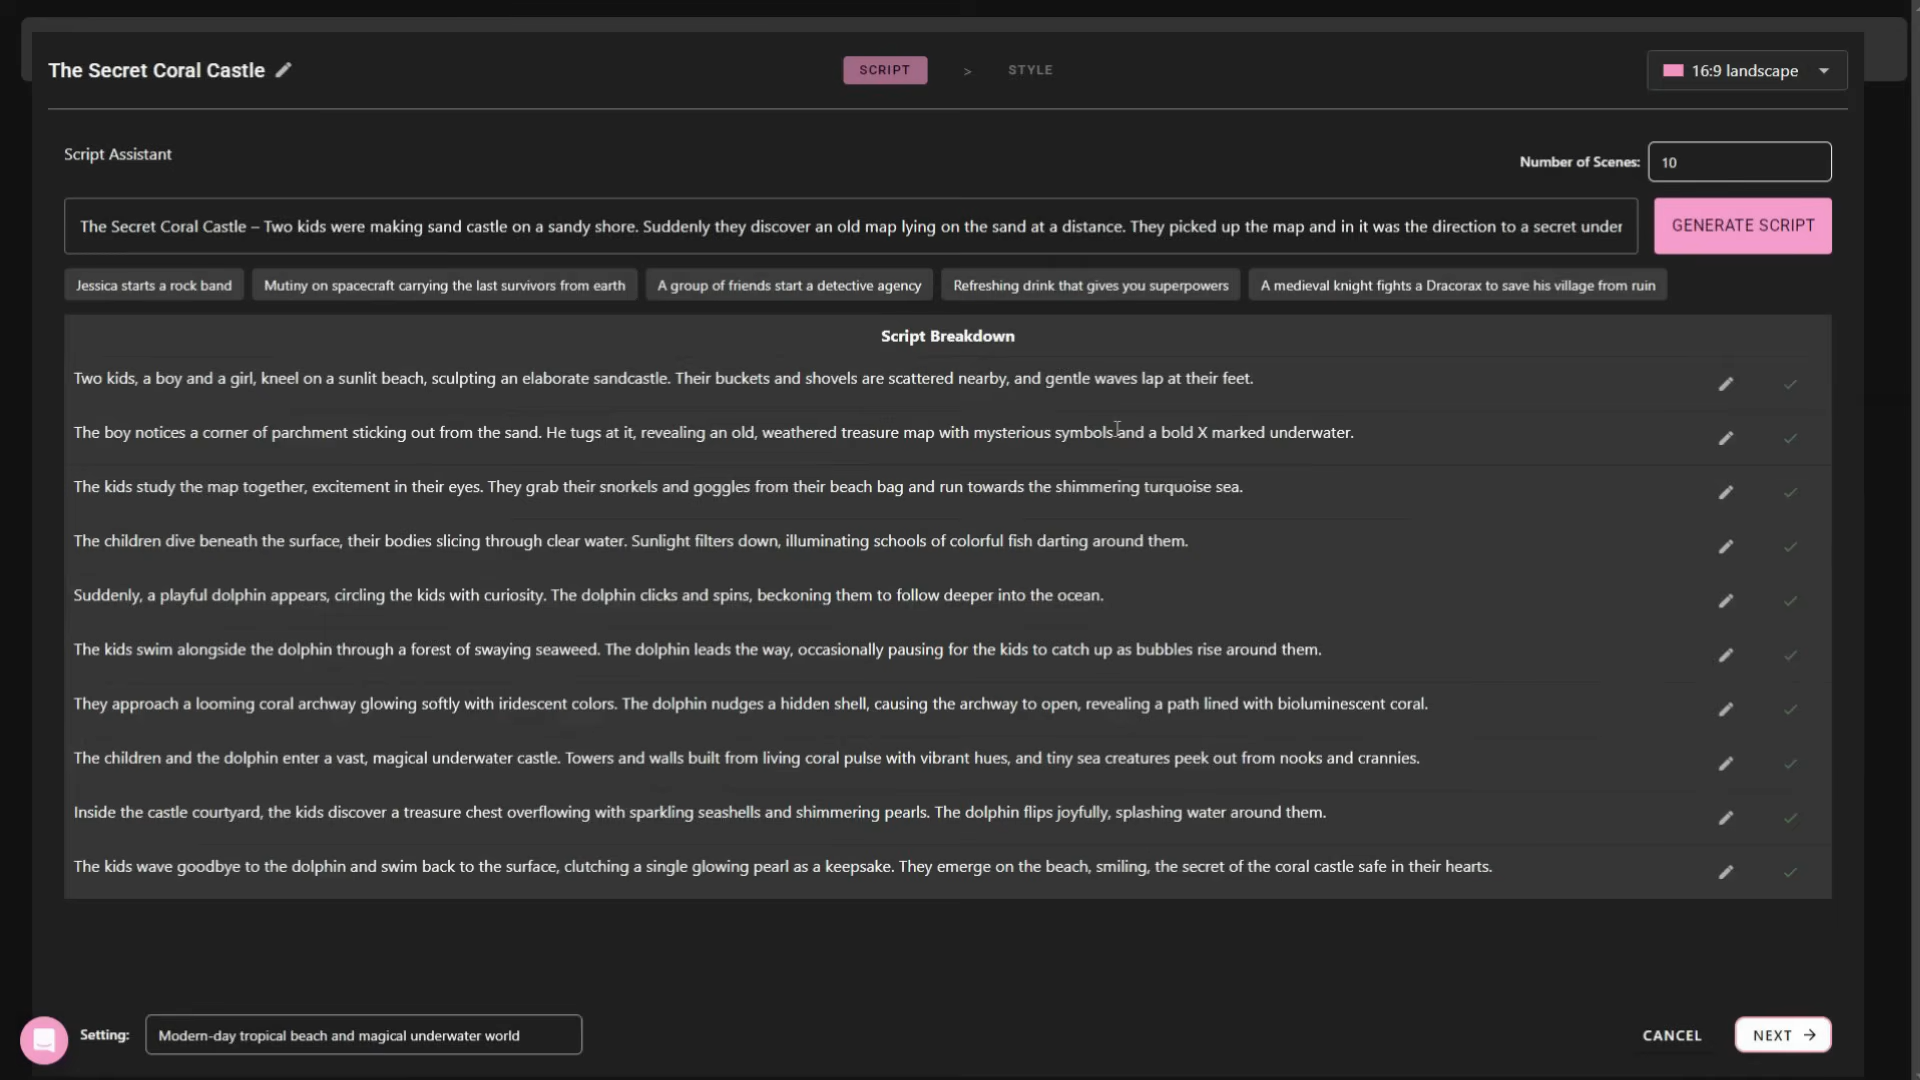 The Secret Coral Castle
SCRIPT > STYLE
16:9 landscape
Script Assistant
Number of Scenes: 10
The Secret Coral Castle – Two kids were making sand castle on a sandy shore. Suddenly they discover an old map lying on the sand at a distance. They picked up the map and in it was the direction to a secret under
GENERATE SCRIPT
Jessica starts a rock band
Mutiny on spacecraft carrying the last survivors from earth
A group of friends start a detective agency
Refreshing drink that gives you superpowers
A medieval knight fights a Dracorax to save his village from ruin
Script Breakdown
Two kids, a boy and a girl, kneel on a sunlit beach, sculpting an elaborate sandcastle. Their buckets and shovels are scattered nearby, and gentle waves lap at their feet.
The boy notices a corner of parchment sticking out from the sand. He tugs at it, revealing an old, weathered treasure map with mysterious symbols and a bold X marked underwater.
The kids study the map together, excitement in their eyes. They grab their snorkels and goggles from their beach bag and run towards the shimmering turquoise sea.
The children dive beneath the surface, their bodies slicing through clear water. Sunlight filters down, illuminating schools of colorful fish darting around them.
Suddenly, a playful dolphin appears, circling the kids with curiosity. The dolphin clicks and spins, beckoning them to follow deeper into the ocean.
The kids swim alongside the dolphin through a forest of swaying seaweed. The dolphin leads the way, occasionally pausing for the kids to catch up as bubbles rise around them.
They approach a looming coral archway glowing softly with iridescent colors. The dolphin nudges a hidden shell, causing the archway to open, revealing a path lined with bioluminescent coral.
The children and the dolphin enter a vast, magical underwater castle. Towers and walls built from living coral pulse with vibrant hues, and tiny sea creatures peek out from nooks and crannies.
Inside the castle courtyard, the kids discover a treasure chest overflowing with sparkling seashells and shimmering pearls. The dolphin flips joyfully, splashing water around them.
The kids wave goodbye to the dolphin and swim back to the surface, clutching a single glowing pearl as a keepsake. They emerge on the beach, smiling, the secret of the coral castle safe in their hearts.
Setting: Modern-day tropical beach and magical underwater world
CANCEL
NEXT →